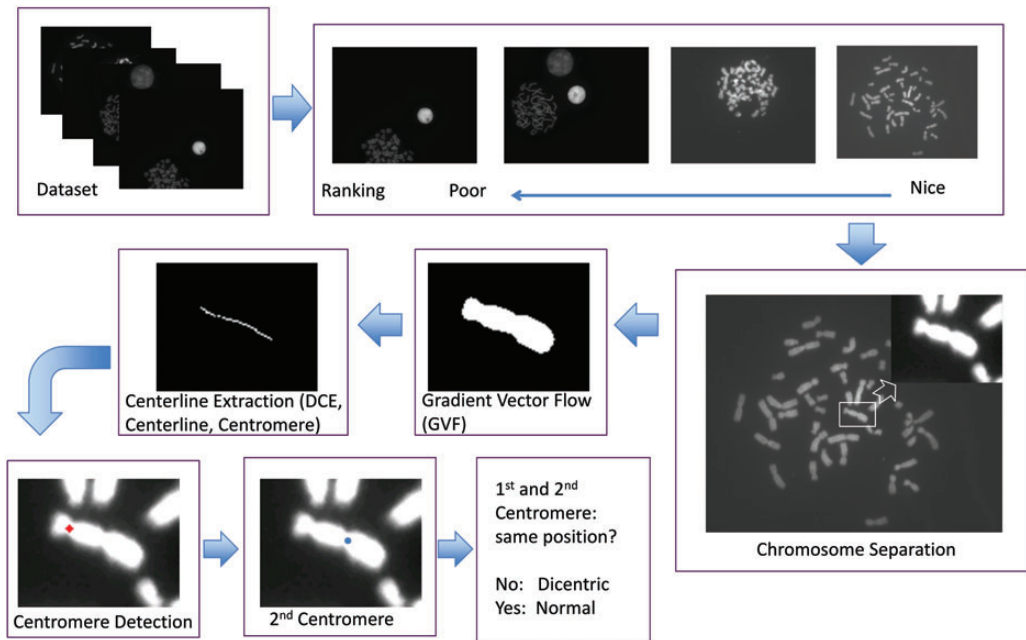 Dataset
Ranking Poor Nice
Chromosome Separation
Gradient Vector Flow
(GVF)
Centerline Extraction (DCE,
Centerline, Centromere)
Centromere Detection
2nd Centromere
1st and 2nd
Centromere:
same position?
No: Dicentric
Yes: Normal